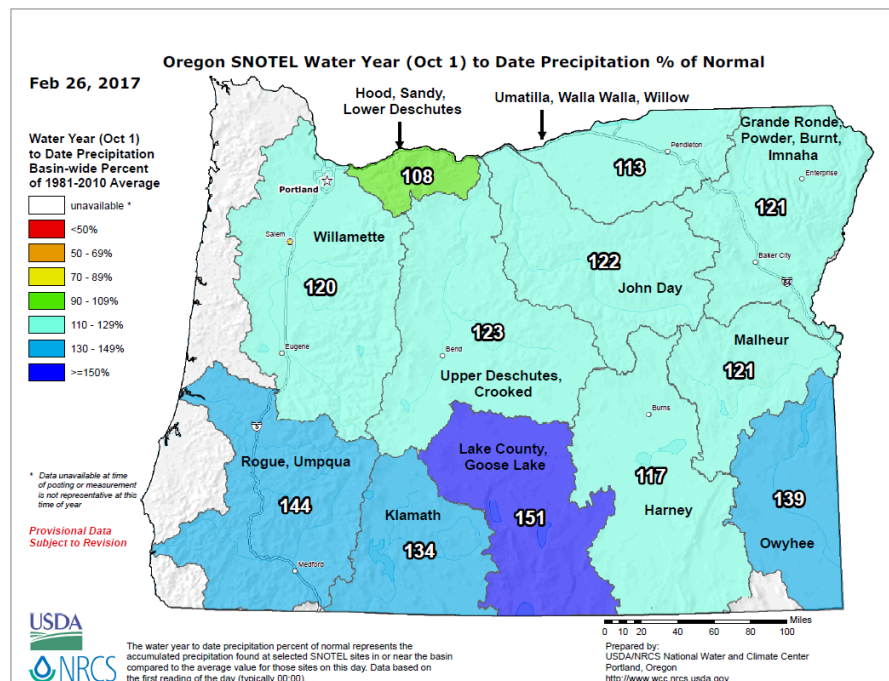 Oregon SNOTEL Water Year (Oct 1) to Date Precipitation % of Normal
Feb 26, 2017
Water Year (Oct 1)
to Date Precipitation
Basin-wide Percent
of 1981-2010 Average
unavailable *
<50%
50 - 69%
70 - 89%
90 - 109%
110 - 129%
130 - 149%
>=150%
* Data unavailable at time
of posting or measurement
is not representative at this
time of year
Provisional Data
Subject to Revision
Hood, Sandy,
Lower Deschutes
Umatilla, Walla Walla, Willow
Grande Ronde,
Powder, Burnt,
Imnaha
Pendleton
Enterprise
113
108
Portland
121
Salem
Willamette
122
John Day
Baker City
84
120
123
Eugene
Bend
Upper Deschutes,
Crooked
Malheur
121
Burns
5
Rogue, Umpqua
144
Lake County,
Goose Lake
151
Klamath
134
117
Harney
139
Owyhee
Medford
Miles
0 10 20 40 60 80 100
USDA
NRCS
The water year to date precipitation percent of normal represents the
accumulated precipitation found at selected SNOTEL sites in or near the basin
compared to the average value for those sites on this day. Data based on
the first reading of the day (typically 00:00).
Prepared by:
USDA/NRCS National Water and Climate Center
Portland, Oregon
http://www.wcc.nrcs.usda.gov